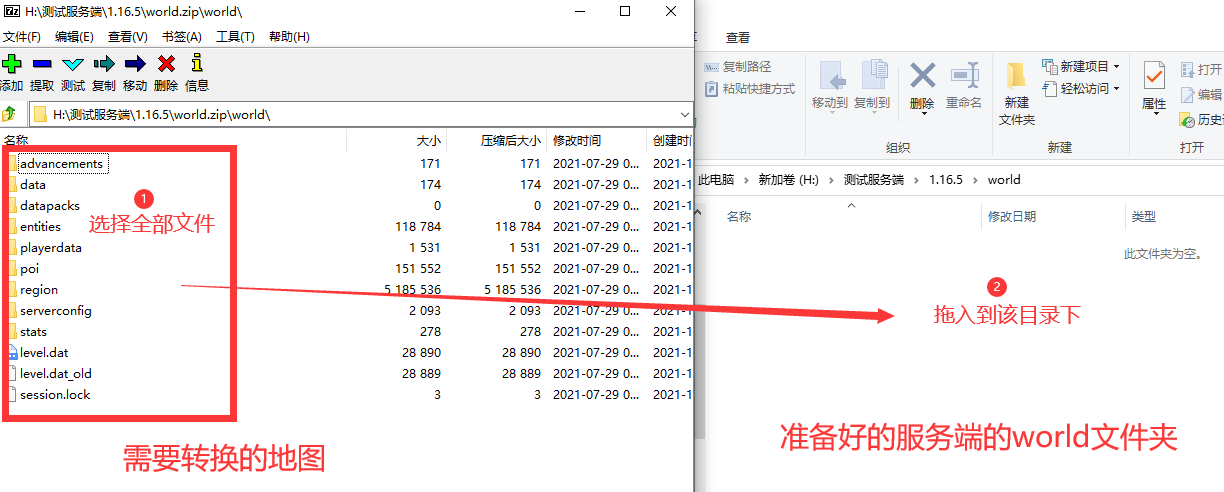 H:\测试服务端\1.16.5\world.zip\world\
文件(F) 编辑(E) 查看(V) 书签(A) 工具(T) 帮助(H)
添加 提取 测试 复制 移动 删除 信息
H:\测试服务端\1.16.5\world.zip\world\
名称 大小 压缩后大小 修改时间 创建时间
advancements 171 171 2021-07-29 0... 2021-1
data 174 174 2021-07-29 0... 2021-1
datapacks 0 0 2021-07-29 0... 2021-1
entities 118 784 118 784 2021-07-29 0... 2021-1
playerdata 1 531 1 531 2021-07-29 0... 2021-1
poi 151 552 151 552 2021-07-29 0... 2021-1
region 5 185 536 5 185 536 2021-07-29 0... 2021-1
serverconfig 2 093 2 093 2021-07-29 0... 2021-1
stats 278 278 2021-07-29 0... 2021-1
level.dat 28 890 28 890 2021-07-29 0... 2021-1
level.dat_old 28 889 28 889 2021-07-29 0... 2021-1
session.lock 3 3 2021-07-29 0... 2021-1
1
选择全部文件
需要转换的地图
查看
复制路径
粘贴快捷方式
移动到 复制到 删除 重命名
组织
新建
文件夹
新建项目
轻松访问
新建
属性
打开
编辑
历史
打开
此电脑 新加卷 (H:) 测试服务端 1.16.5 world
名称 修改日期 类型
此文件夹为空。
2
拖入到该目录下
准备好的服务端的world文件夹